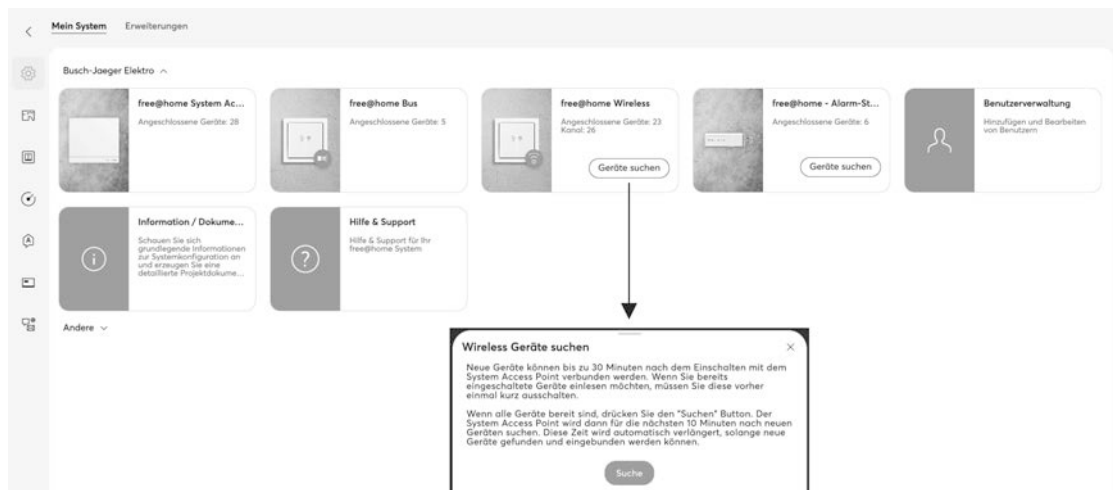 Mein System Erweiterungen
Busch-Jaeger Elektro
free@home System Ac...
Angeschlossene Geräte: 28
free@home Bus
Angeschlossene Geräte: 5
free@home Wireless
Angeschlossene Geräte: 23
Kanal: 26
Geräte suchen
free@home - Alarm-St...
Angeschlossene Geräte: 6
Geräte suchen
Benutzerverwaltung
Hinzufügen und Bearbeiten
von Benutzern
Information / Dokume...
Schauen Sie sich
grundlegende Informationen
zur Systemkonfiguration an
und erzeugen Sie eine
detaillierte Projektdokume...
Hilfe & Support
Hilfe & Support für Ihr
free@home System
Andere
Wireless Geräte suchen
Neue Geräte können bis zu 30 Minuten nach dem Einschalten mit dem
System Access Point verbunden werden. Wenn Sie bereits
eingeschaltete Geräte einlesen möchten, müssen Sie diese vorher
einmal kurz ausschalten.
Wenn alle Geräte bereit sind, drücken Sie den "Suchen" Button. Der
System Access Point wird dann für die nächsten 10 Minuten nach neuen
Geräten suchen. Diese Zeit wird automatisch verlängert, solange neue
Geräte gefunden und eingebunden werden können.
Suche